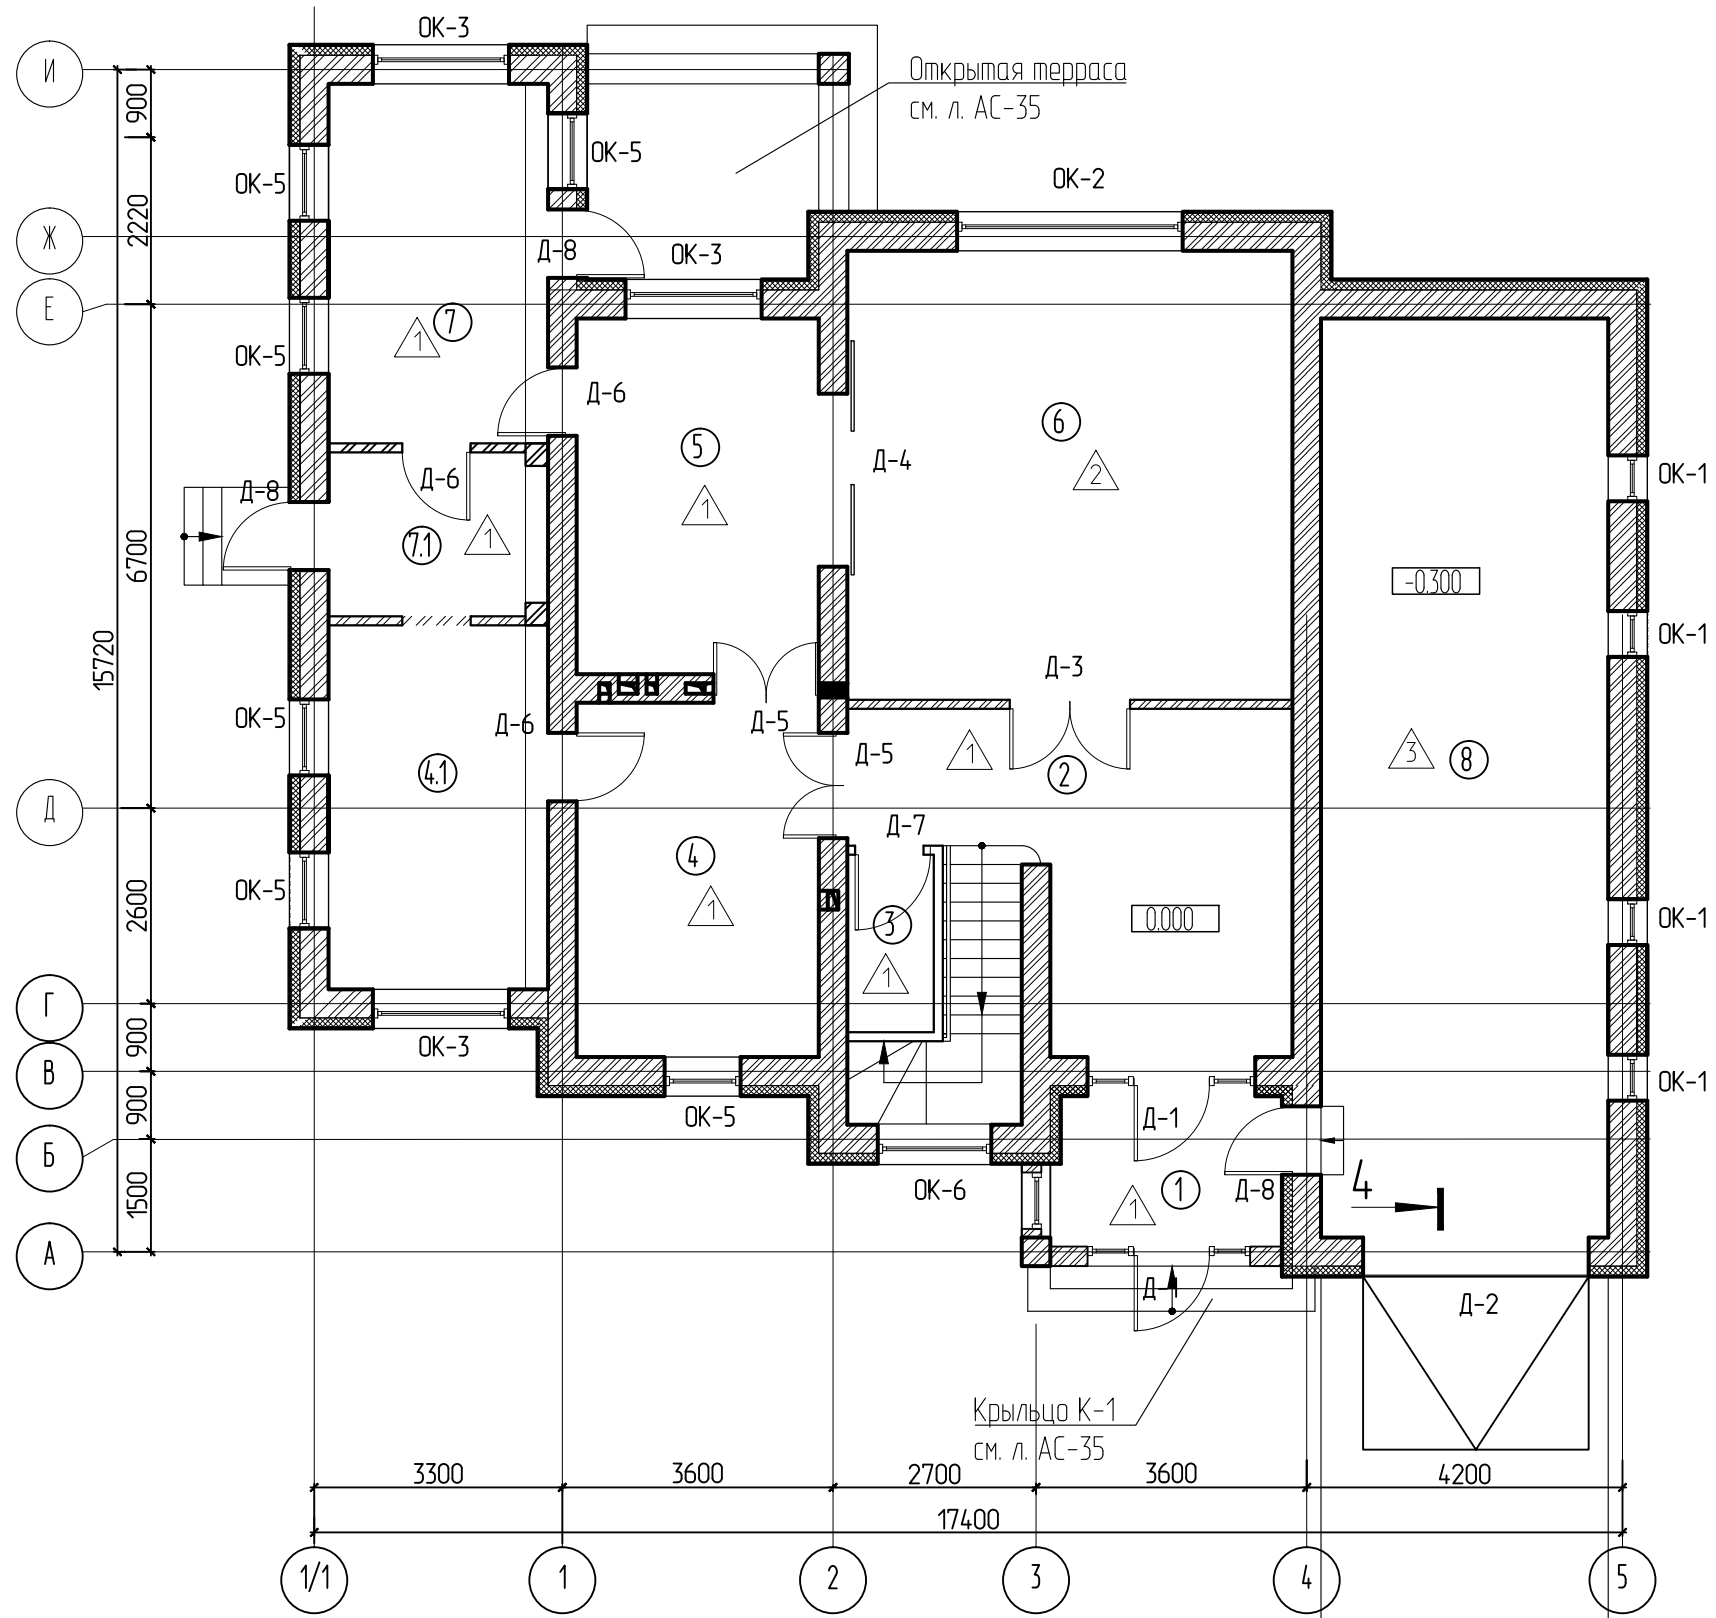 ОК-3
И
Открытая терраса
см. л. АС-35
900
ОК-5
ОК-5
ОК-2
2220
Ж
Д-8
ОК-3
Е
7
1
ОК-5
Д-6
6
5
Д-4
2
ОК-1
Д-6
Д-8
1
1
7.1
6700
-0.300
15720
ОК-1
Д-3
ОК-5
Д-6
Д-5
Д-5
1
3
8
4.1
2
Д
Д-7
4
ОК-5
1
2600
3
0.000
ОК-1
1
Г
900
ОК-3
В
ОК-1
900
ОК-5
Д-1
Б
1500
ОК-6
1
1
Д-8
4
А
Д-1
Д-2
Крыльцо К-1
см. л. АС-35
3300
3600
2700
3600
4200
17400
1/1
1
2
3
4
5